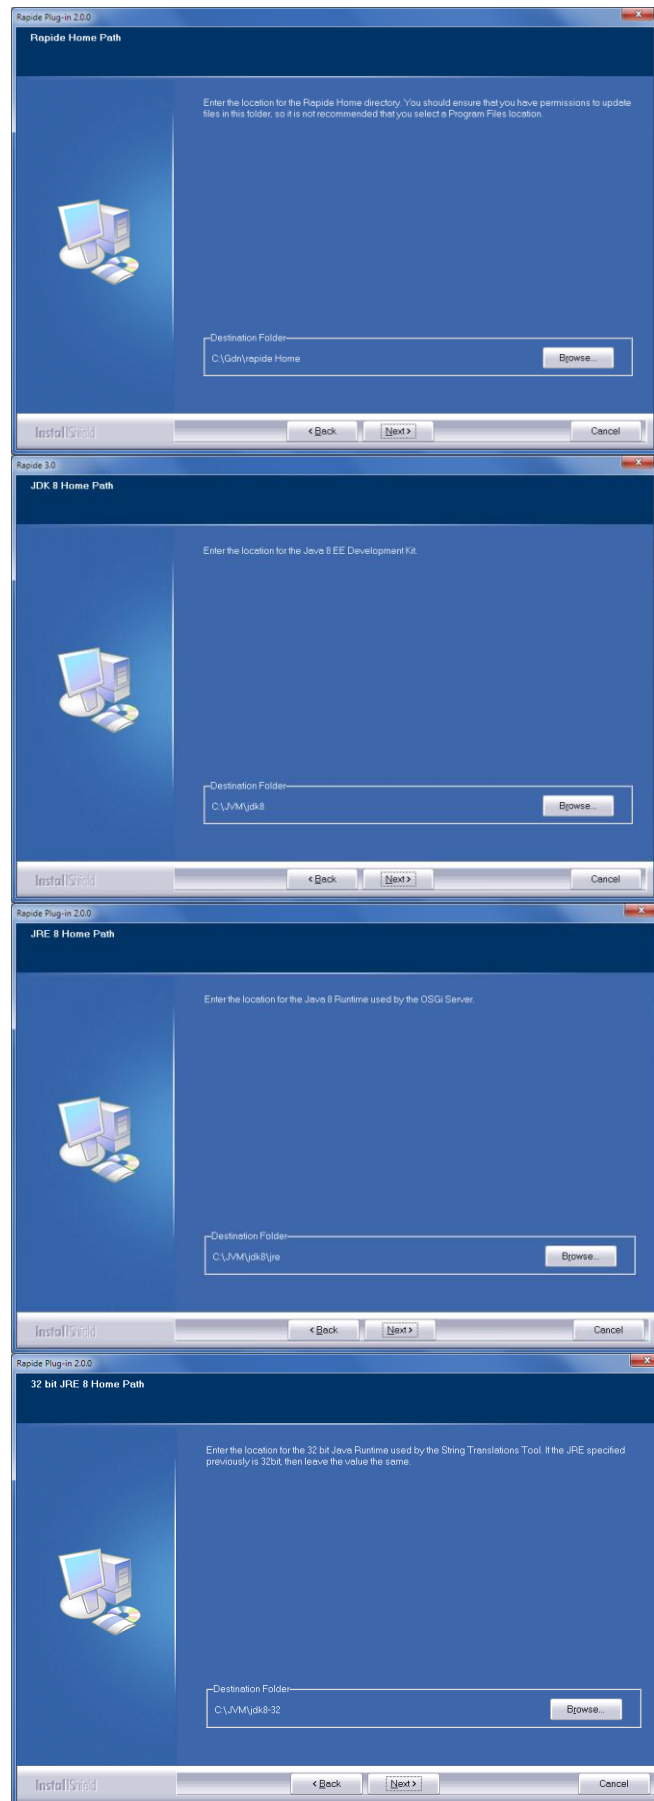 Rapide Plug-in 2.0.0
Rapide Home Path
Enter the location for the Rapide Home directory. You should ensure that you have permissions to update
files in this folder, so it is not recommended that you select a Program Files location.
Destination Folder
C:\Gdn\rapide Home
Browse...
InstallShield
< Back
Next >
Cancel
Rapide 3.0
JDK 8 Home Path
Enter the location for the Java 8 EE Development Kit.
Destination Folder
C:\JVM\jdk8
Browse...
InstallShield
< Back
Next >
Cancel
Rapide Plug-in 2.0.0
JRE 8 Home Path
Enter the location for the Java 8 Runtime used by the OSGi Server.
Destination Folder
C:\JVM\jdk8\jre
Browse...
InstallShield
< Back
Next >
Cancel
Rapide Plug-in 2.0.0
32 bit JRE 8 Home Path
Enter the location for the 32 bit Java Runtime used by the String Translations Tool. If the JRE specified
previously is 32bit, then leave the value the same.
Destination Folder
C:\JVM\jdk8-32
Browse...
InstallShield
< Back
Next >
Cancel